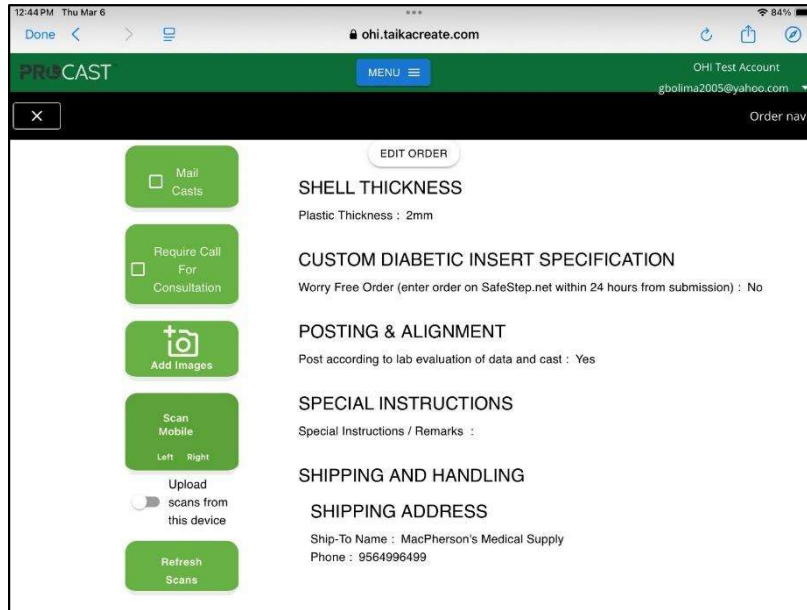 12:44 PM Thu Mar 6
84%
Done
ohi.taikacreate.com
PROCAST
MENU
OHI Test Account
gbolima2005@yahoo.com
Order nav
EDIT ORDER
Mail
Casts
Require Call
For
Consultation
Add Images
Scan
Mobile
Left Right
Upload
scans from
this device
Refresh
Scans
SHELL THICKNESS
Plastic Thickness : 2mm
CUSTOM DIABETIC INSERT SPECIFICATION
Worry Free Order (enter order on SafeStep.net within 24 hours from submission) : No
POSTING & ALIGNMENT
Post according to lab evaluation of data and cast : Yes
SPECIAL INSTRUCTIONS
Special Instructions / Remarks :
SHIPPING AND HANDLING
SHIPPING ADDRESS
Ship-To Name : MacPherson's Medical Supply
Phone : 9564996499